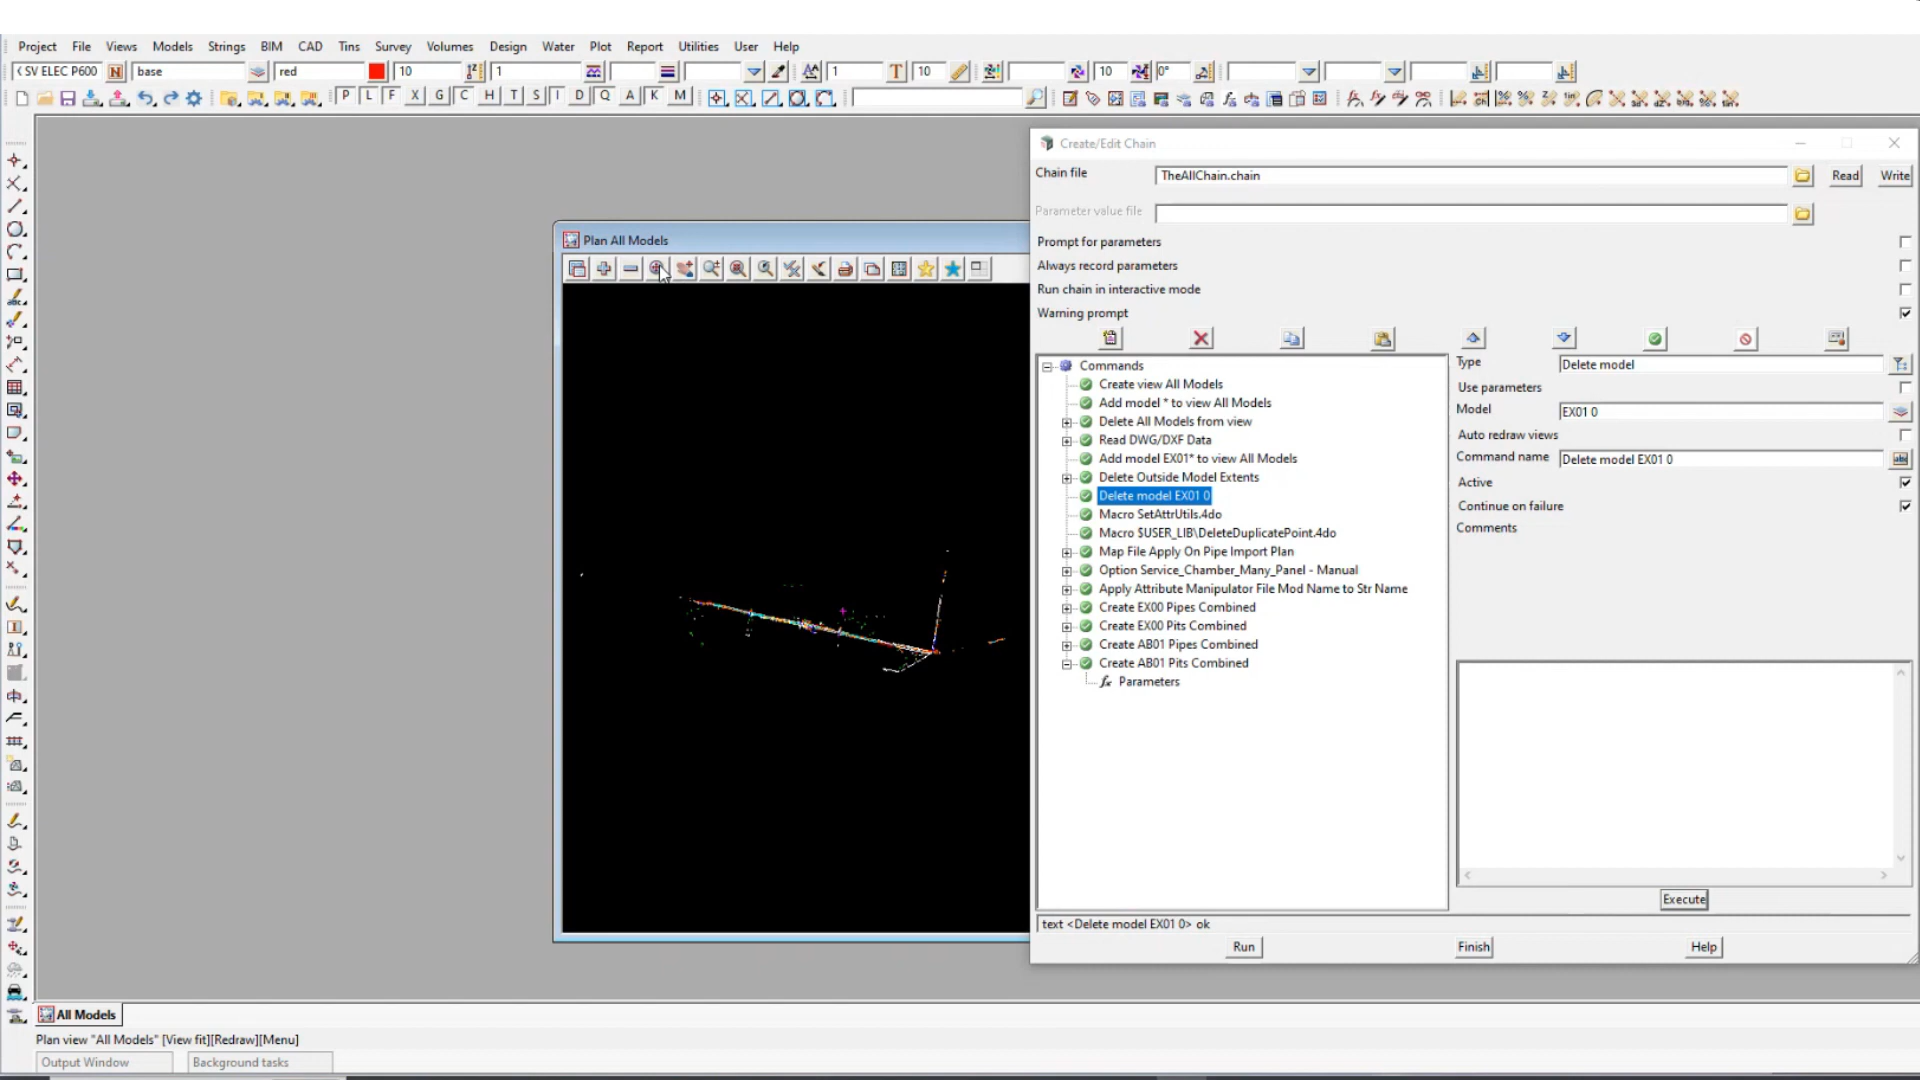 Project File Views Models Strings BIM CAD Tins Survey Volumes Design Water Plot Report Utilities User Help
SV ELEC P600 N base red 10 1 1 T 10 10 0°
P L F X G C H T S I D Q A K M
Create/Edit Chain
Chain file TheAllChain.chain Read Write
Parameter value file
Prompt for parameters
Always record parameters
Run chain in interactive mode
Warning prompt
Plan All Models
Commands
Create view All Models
Add model * to view All Models
Delete All Models from view
Read DWG/DXF Data
Add model EX01* to view All Models
Delete Outside Model Extents
Delete model EX01 0
Macro SetAttrUtils.4do
Macro $USER_LIB\DeleteDuplicatePoint.4do
Map File Apply On Pipe Import Plan
Option Service_Chamber_Many_Panel - Manual
Apply Attribute Manipulator File Mod Name to Str Name
Create EX00 Pipes Combined
Create EX00 Pits Combined
Create AB01 Pipes Combined
Create AB01 Pits Combined
fx Parameters
Type Delete model
Use parameters
Model EX01 0
Auto redraw views
Command name Delete model EX01 0
Active
Continue on failure
Comments
Execute
text <Delete model EX01 0> ok
Run Finish Help
All Models
Plan view "All Models" [View fit][Redraw][Menu]
Output Window Background tasks